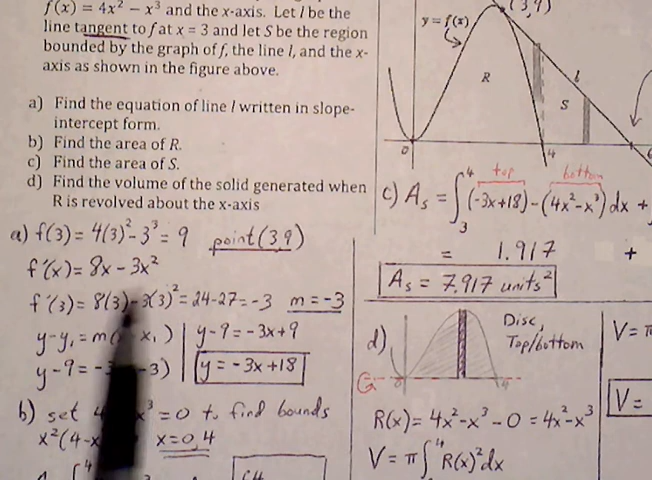 f(x) = 4x² − x³ and the x-axis. Let l be the
line tangent to f at x = 3 and let S be the region
bounded by the graph of f, the line l, and the x-
axis as shown in the figure above.
a) Find the equation of line l written in slope-
intercept form.
b) Find the area of R.
c) Find the area of S.
d) Find the volume of the solid generated when
R is revolved about the x-axis
a) f(3) = 4(3)² − 3³ = 9 point (3,9)
f'(x) = 8x − 3x²
f'(3) = 8(3) − 3(3)² = 24 − 27 = −3 m = −3
y − y₁ = m( x₁)
y − 9 = −3 − 3)
y − 9 = −3x + 9
y = −3x + 18
b) set 4 x³ = 0 to find bounds
x²(4 − x x = 0, 4
4
y = f(x)
(3,9)
R
l
S
0
4
6
top bottom
c) A_S = ∫₃⁴ (−3x + 18) − (4x² − x³) dx +
= 1.917 +
A_S = 7.917 units²
d)
Disc,
Top/bottom
0
4
R(x) = 4x² − x³ − 0 = 4x² − x³
V = π∫ ⁴ R(x)² dx
V = π
V =